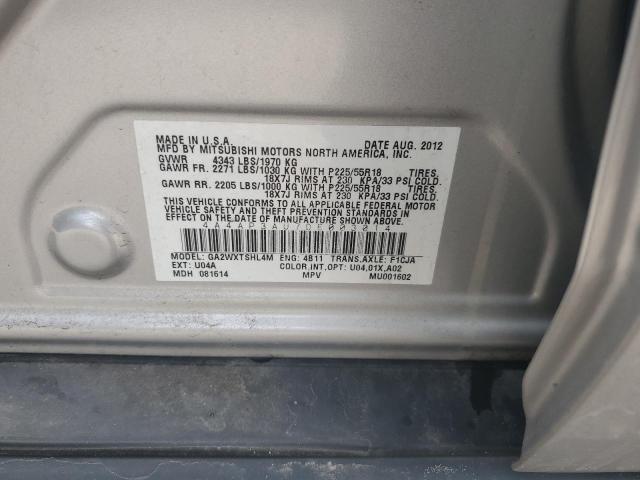 MADE IN U.S.A. DATE AUG. 2012
MFD BY MITSUBISHI MOTORS NORTH AMERICA, INC.
GVWR 4343 LBS/1970 KG
GAWR FR. 2271 LBS/1030 KG WITH P225/55R18 TIRES,
18X7J RIMS AT 230 KPA/33 PSI COLD.
GAWR RR. 2205 LBS/1000 KG WITH P225/55R18 TIRES,
18X7J RIMS AT 230 KPA/33 PSI COLD.
THIS VEHICLE CONFORMS TO ALL APPLICABLE FEDERAL MOTOR
VEHICLE SAFETY AND THEFT PREVENTION STANDARDS IN
EFFECT ON THE DATE OF MANUFACTURE SHOWN ABOVE.
4A4AP3AU7DE003014
MODEL: GA2WXTSHL4M ENG: 4B11 TRANS,AXLE: F1CJA
EXT: U04A COLOR,INT,OPT: U04,01X,A02
MDH 081614 MPV MU001602